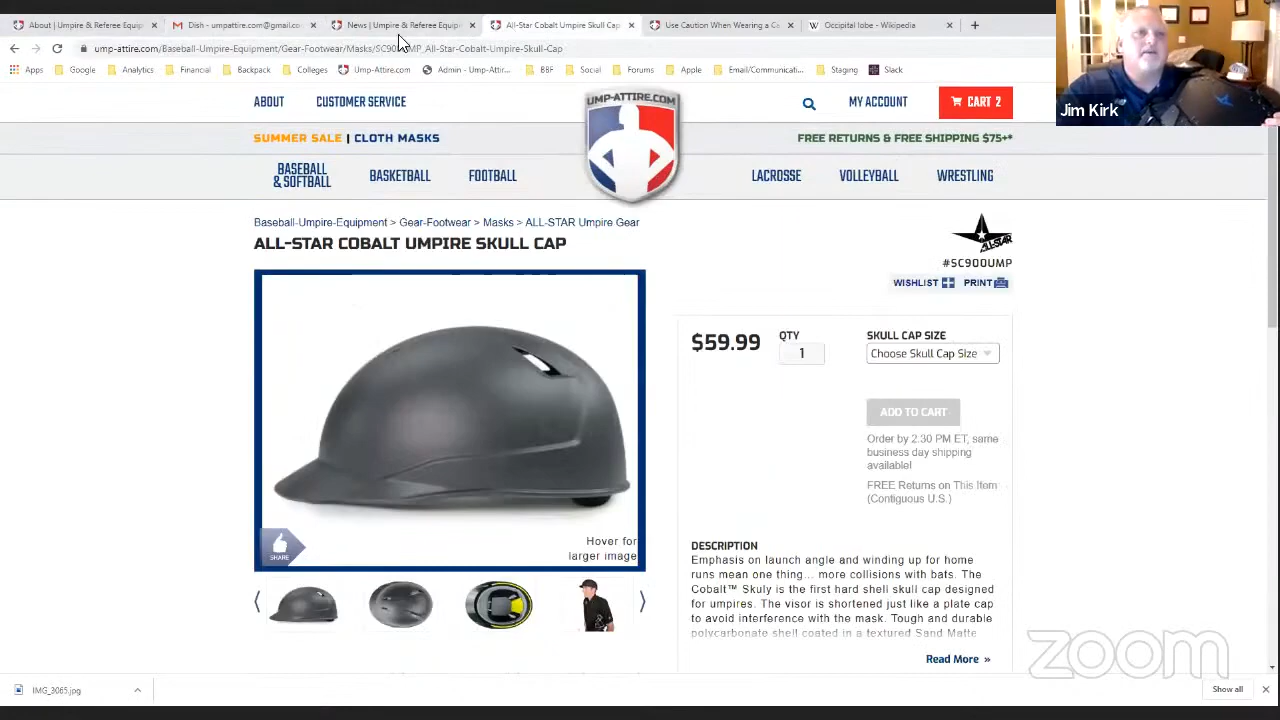 About | Umpire & Referee Equip
Dish - umpattire.com@gmail.co
News | Umpire & Referee Equip
All-Star Cobalt Umpire Skull Cap
Use Caution When Wearing a C
Occipital lobe - Wikipedia
ump-attire.com/Baseball-Umpire-Equipment/Gear-Footwear/Masks/SC900UMP_All-Star-Cobalt-Umpire-Skull-Cap
Apps Google Analytics Financial Backpack Colleges Ump-Attire.com Admin - Ump-Attir... BBF Social Forums Apple Email/Communicati... Staging Slack
Jim Kirk
ABOUT CUSTOMER SERVICE
UMP-ATTIRE.COM
MY ACCOUNT
CART 2
SUMMER SALE | CLOTH MASKS
FREE RETURNS & FREE SHIPPING $75+*
BASEBALL
& SOFTBALL
BASKETBALL FOOTBALL LACROSSE VOLLEYBALL WRESTLING
Baseball-Umpire-Equipment > Gear-Footwear > Masks > ALL-STAR Umpire Gear
ALL-STAR COBALT UMPIRE SKULL CAP
ALL-STAR
#SC900UMP
WISHLIST PRINT
$59.99
QTY
1
SKULL CAP SIZE
Choose Skull Cap Size
ADD TO CART
Order by 2:30 PM ET, same
business day shipping
available!
FREE Returns on This Item
(Contiguous U.S.)
SHARE
Hover for
larger image
DESCRIPTION
Emphasis on launch angle and winding up for home
runs mean one thing... more collisions with bats. The
Cobalt™ Skuly is the first hard shell skull cap designed
for umpires. The visor is shortened just like a plate cap
to avoid interference with the mask. Tough and durable
polycarbonate shell coated in a textured Sand Matte
Read More »
zoom
IMG_3065.jpg
Show all